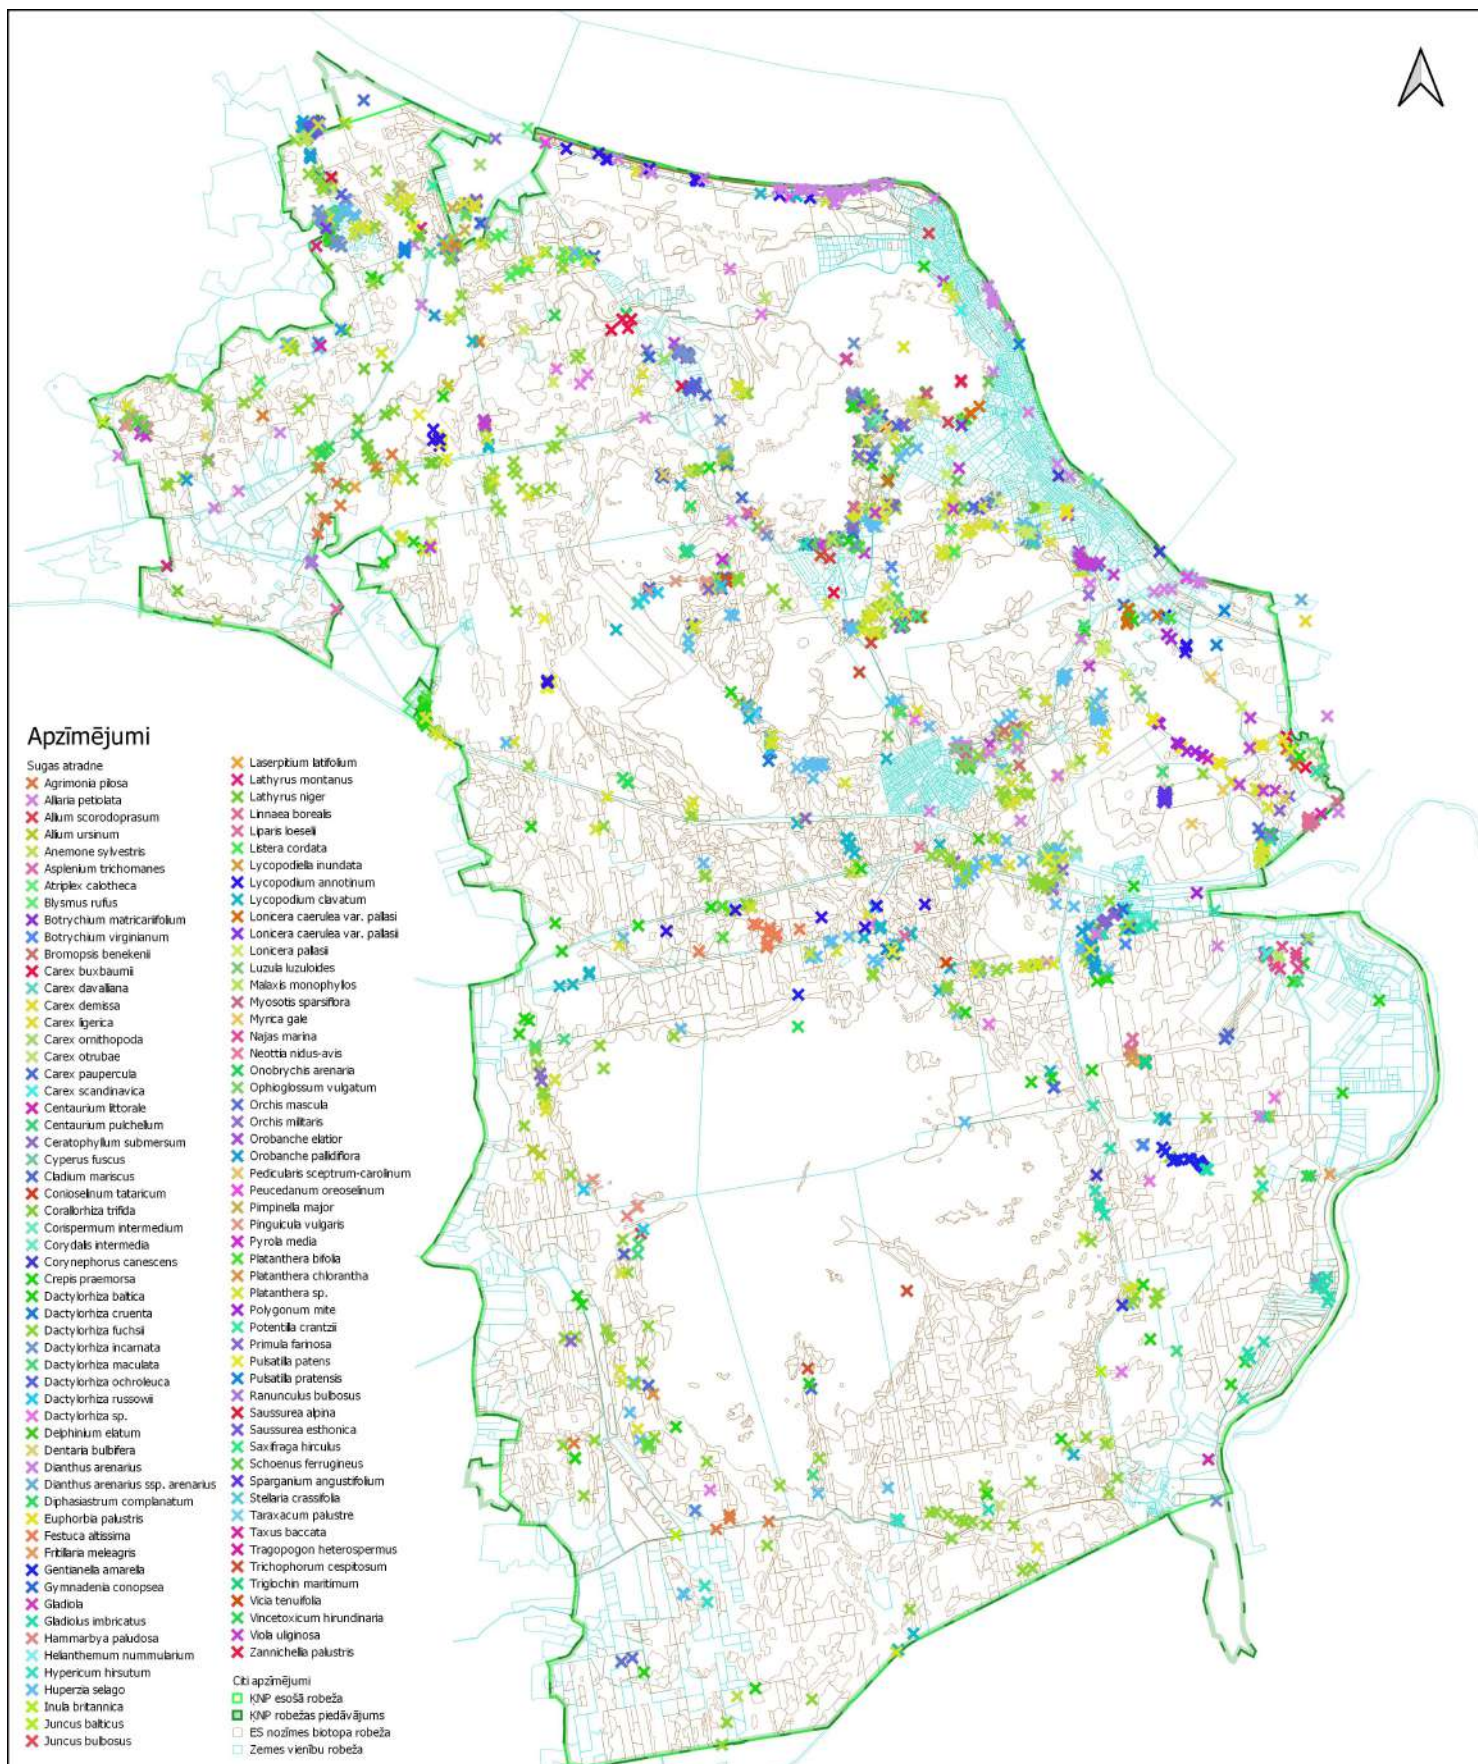 Apzīmējumi
Sugas atradne
Agrimonia pilosa
Alliaria petiolata
Allium scorodoprasum
Allium ursinum
Anemone sylvestris
Asplenium trichomanes
Atriplex calotheca
Blysmus rufus
Botrychium matricariifolium
Botrychium virginianum
Bromopsis benekenii
Carex buxbaumii
Carex davalliana
Carex demissa
Carex ligerica
Carex ornithopoda
Carex otrubae
Carex paupercula
Carex scandinavica
Centaurium littorale
Centaurium pulchellum
Ceratophyllum submersum
Cyperus fuscus
Cladium mariscus
Conioselinum tataricum
Corallorhiza trifida
Corispermum intermedium
Corydalis intermedia
Corynephorus canescens
Crepis praemorsa
Dactylorhiza baltica
Dactylorhiza cruenta
Dactylorhiza fuchsii
Dactylorhiza incarnata
Dactylorhiza maculata
Dactylorhiza ochroleuca
Dactylorhiza russowii
Dactylorhiza sp.
Delphinium elatum
Dentaria bulbifera
Dianthus arenarius
Dianthus arenarius ssp. arenarius
Diphasiastrum complanatum
Euphorbia palustris
Festuca altissima
Fritillaria meleagris
Gentianella amarella
Gymnadenia conopsea
Gladiola
Gladiolus imbricatus
Hammarbya paludosa
Helianthemum nummularium
Hypericum hirsutum
Huperzia selago
Inula britannica
Juncus balticus
Juncus bulbosus
Laserpitium latifolium
Lathyrus montanus
Lathyrus niger
Linnaea borealis
Liparis loeselii
Listera cordata
Lycopodiella inundata
Lycopodium annotinum
Lycopodium clavatum
Lonicera caerulea var. pallasi
Lonicera caerulea var. pallasii
Lonicera pallasii
Luzula luzuloides
Malaxis monophyllos
Myosotis sparsiflora
Myrica gale
Najas marina
Neottia nidus-avis
Onobrychis arenaria
Ophioglossum vulgatum
Orchis mascula
Orchis militaris
Orobanche elatior
Orobanche pallidiflora
Pedicularis sceptrum-carolinum
Peucedanum oreoselinum
Pimpinella major
Pinguicula vulgaris
Pyrola media
Platanthera bifolia
Platanthera chlorantha
Platanthera sp.
Polygonum mite
Potentilla crantzii
Primula farinosa
Pulsatilla patens
Pulsatilla pratensis
Ranunculus bulbosus
Saussurea alpina
Saussurea esthonica
Saxifraga hirculus
Schoenus ferrugineus
Sparganium angustifolium
Stellaria crassifolia
Taraxacum palustre
Taxus baccata
Tragopogon heterospermus
Trichophorum cespitosum
Triglochin maritimum
Vicia tenuifolia
Vincetoxicum hirundinaria
Viola uliginosa
Zannichellia palustris
Citi apzīmējumi
ĶNP esošā robeža
ĶNP robežas piedāvājums
ES nozīmes biotopa robeža
Zemes vienību robeža